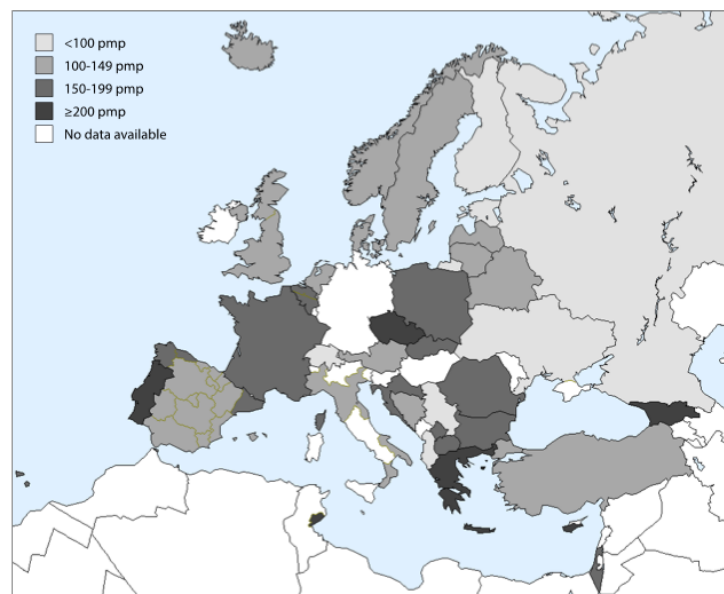 <100 pmp
100-149 pmp
150-199 pmp
≥200 pmp
No data available